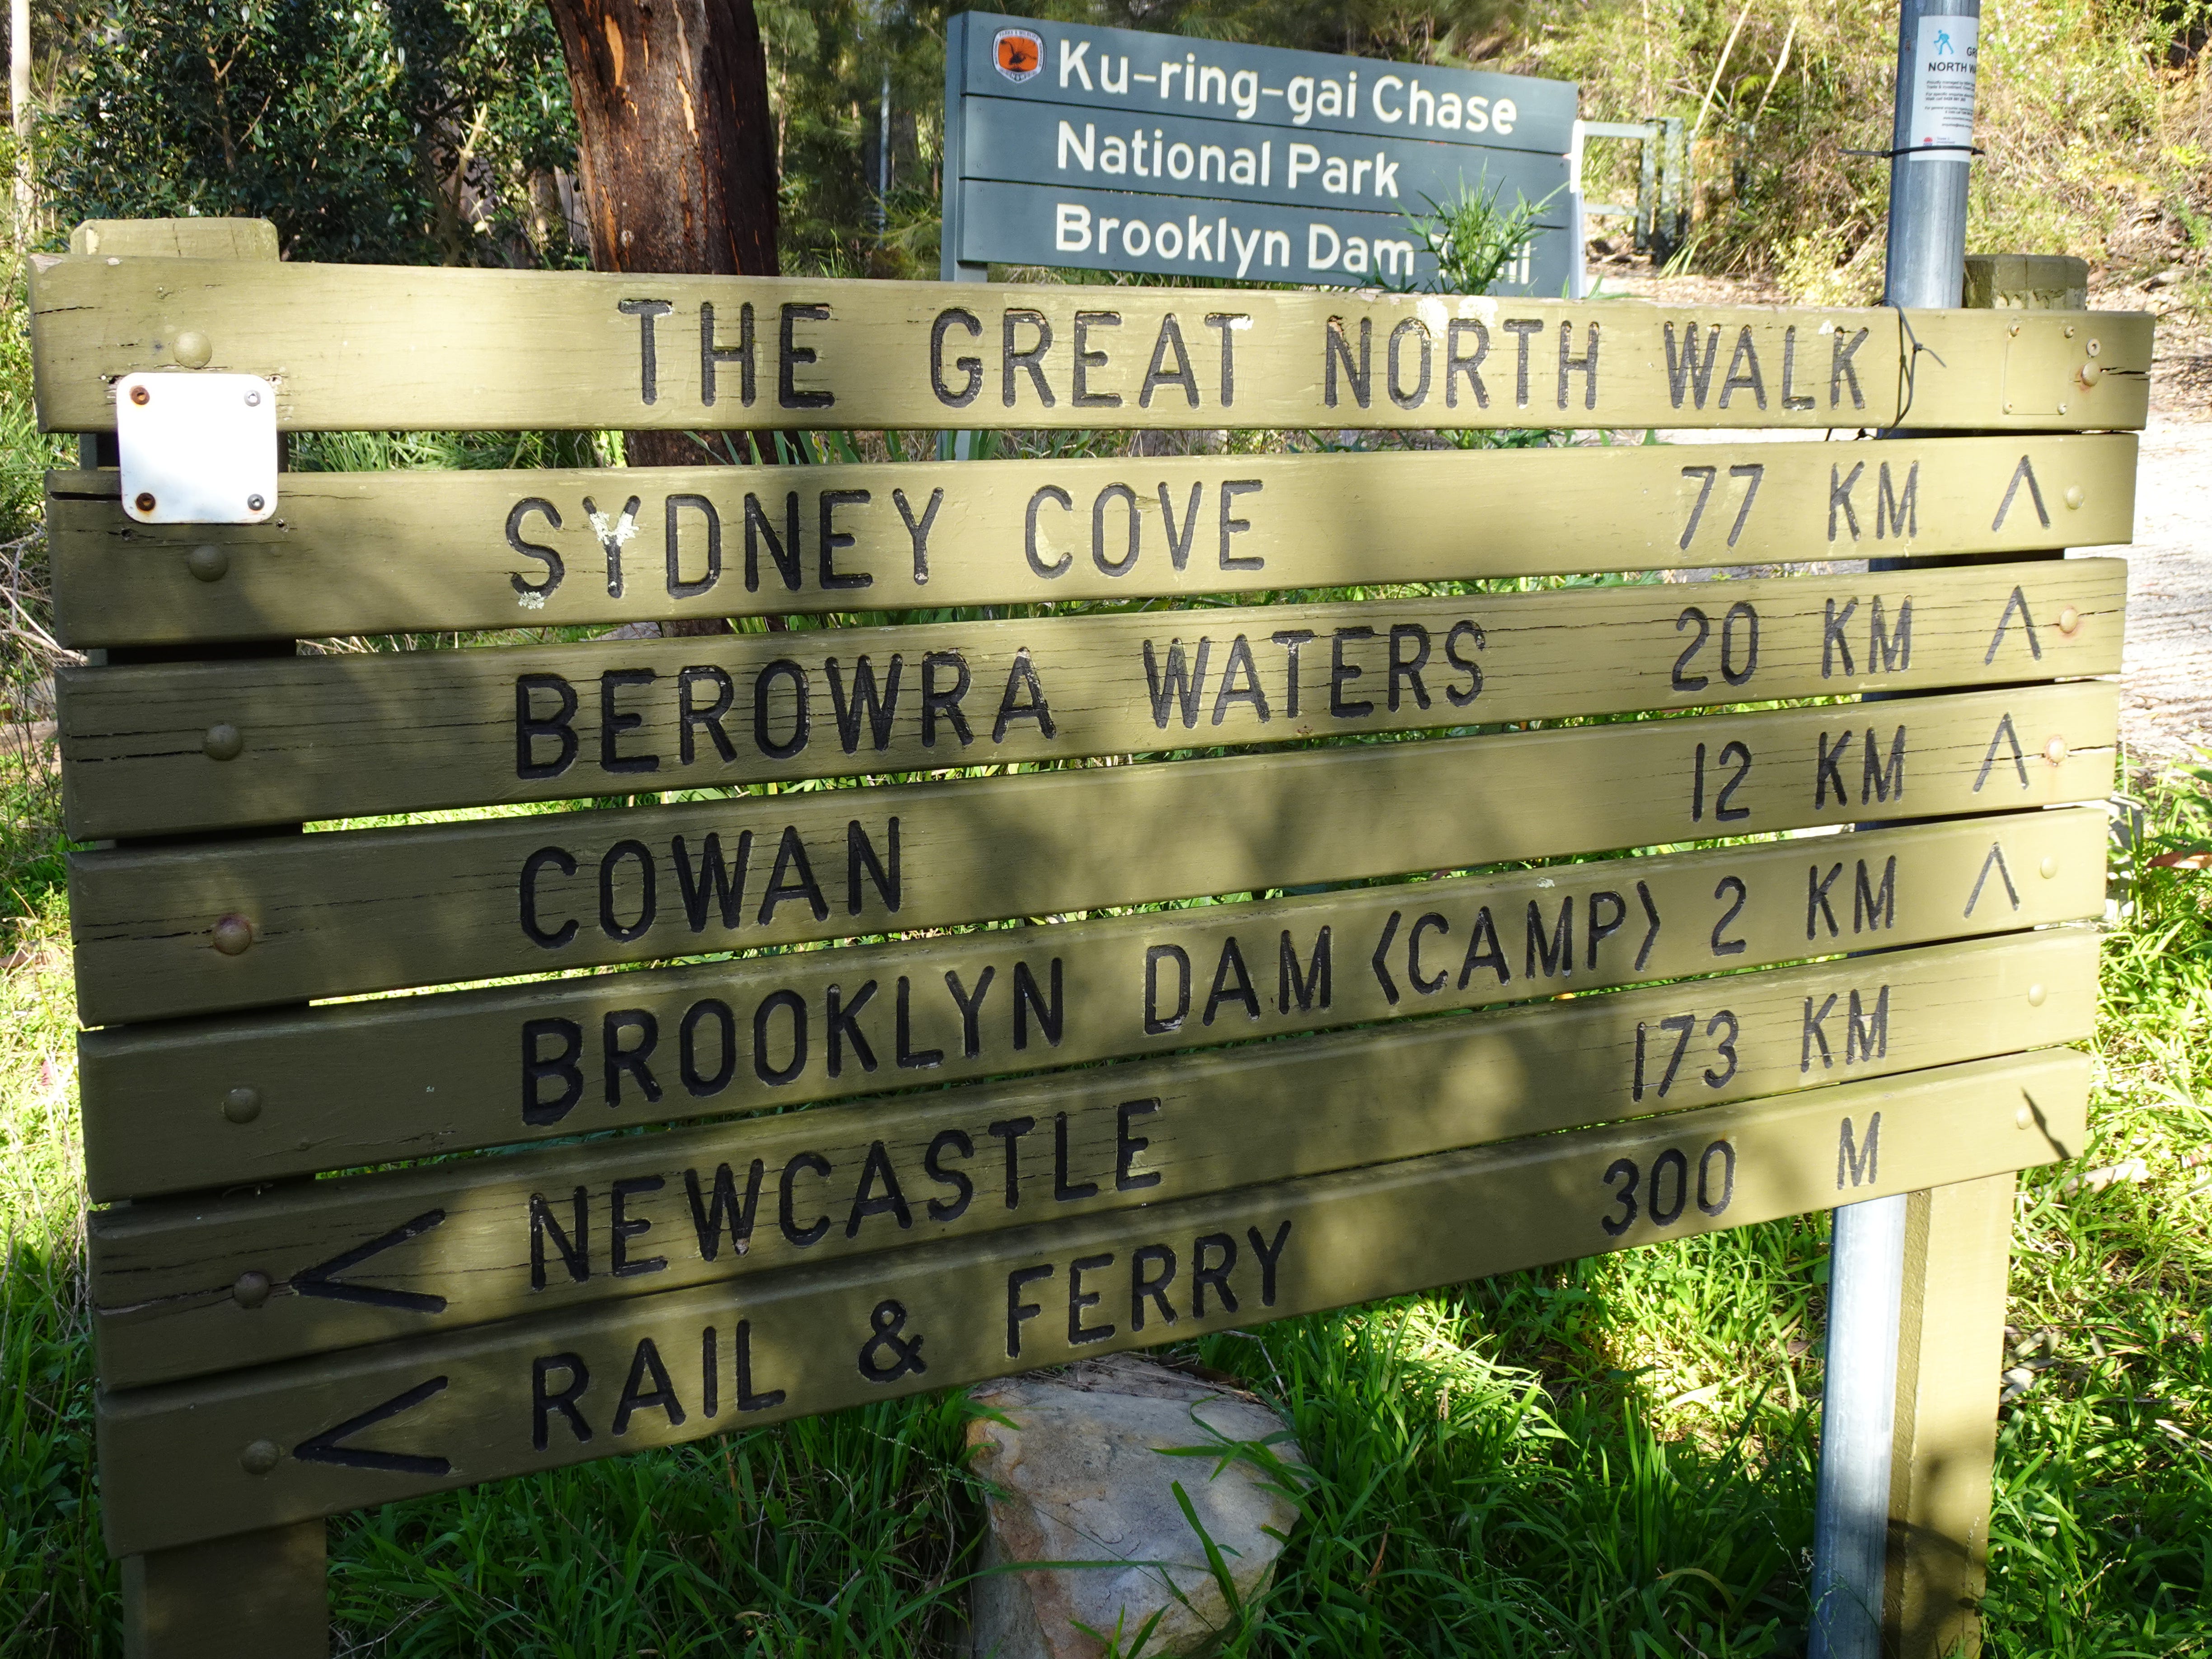 Ku-ring-gai Chase
National Park
Brooklyn Dam
NORTH
THE GREAT NORTH WALK
SYDNEY COVE 77 KM ^
BEROWRA WATERS 20 KM ^
COWAN 12 KM ^
BROOKLYN DAM <CAMP> 2 KM ^
< NEWCASTLE 173 KM
< RAIL & FERRY 300 M